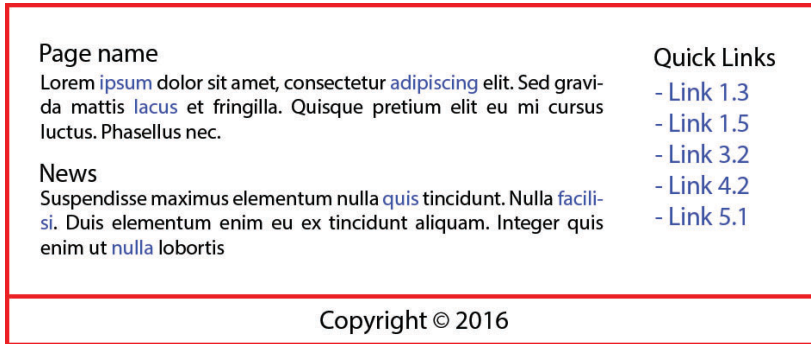 Page name
Lorem ipsum dolor sit amet, consectetur adipiscing elit. Sed gravi-
da mattis lacus et fringilla. Quisque pretium elit eu mi cursus
luctus. Phasellus nec.
News
Suspendisse maximus elementum nulla quis tincidunt. Nulla facili-
si. Duis elementum enim eu ex tincidunt aliquam. Integer quis
enim ut nulla lobortis
Quick Links
- Link 1.3
- Link 1.5
- Link 3.2
- Link 4.2
- Link 5.1
Copyright © 2016